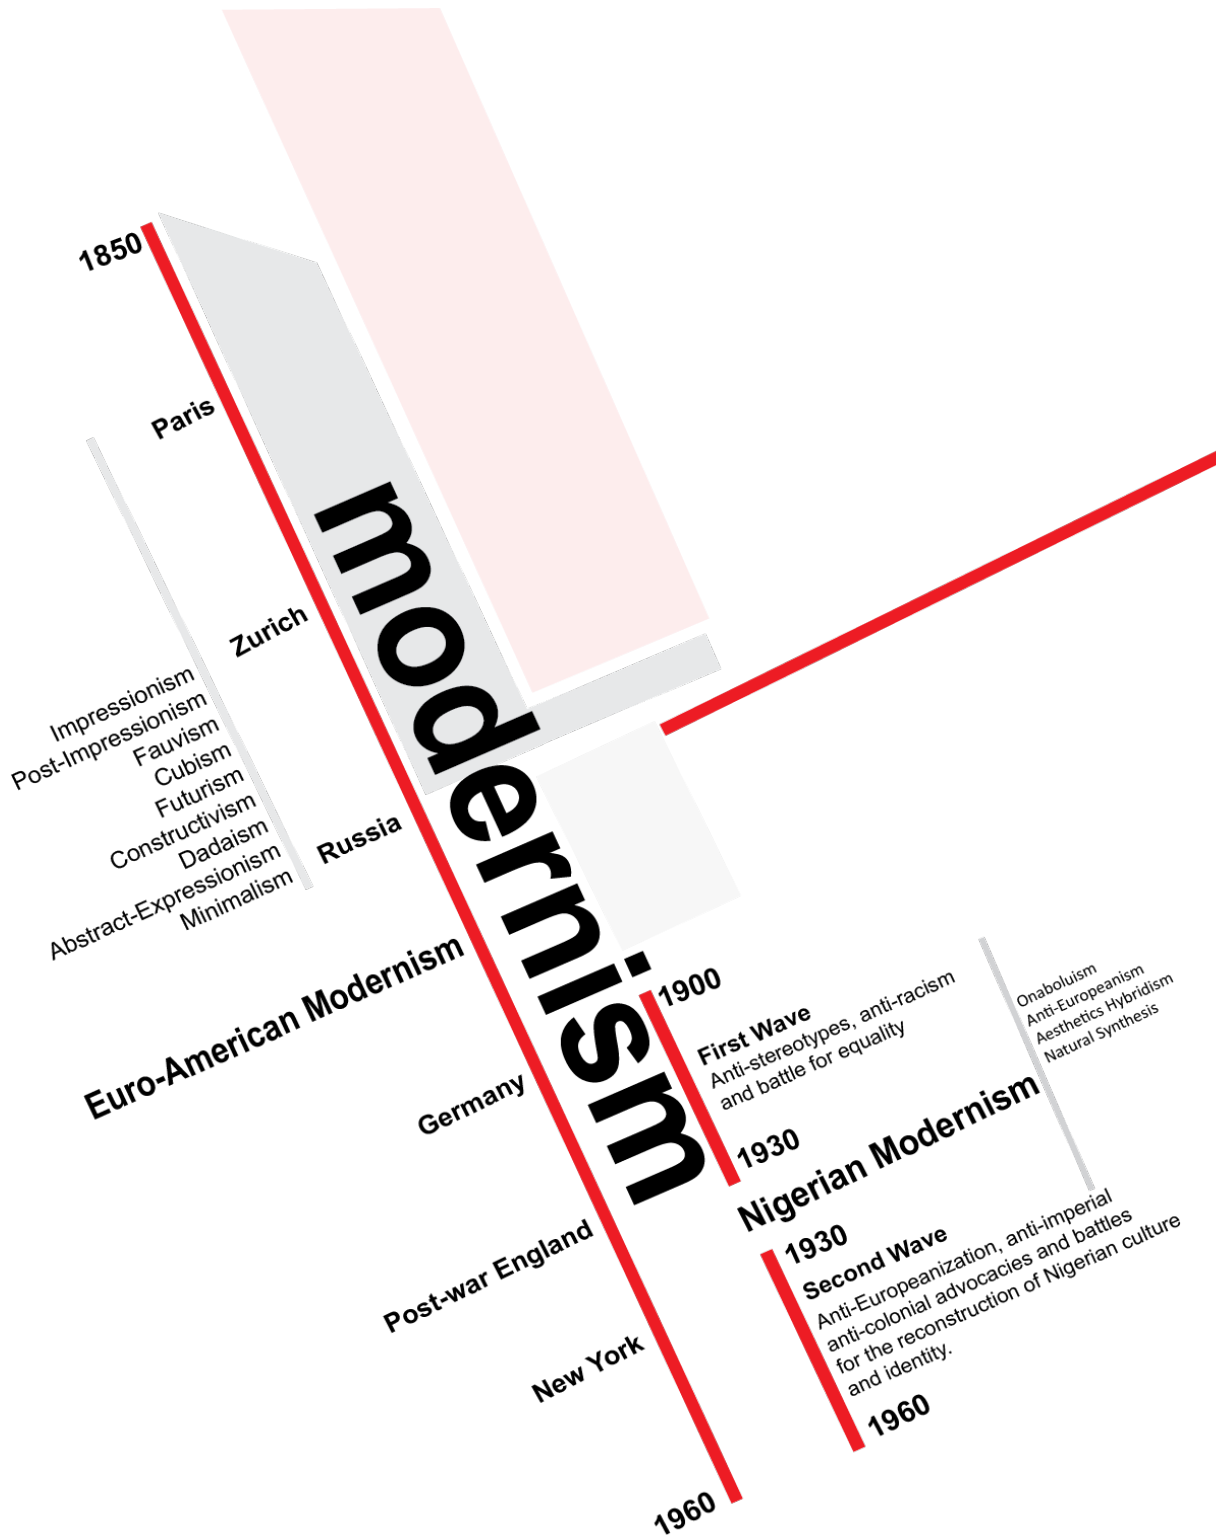 1850
Paris
Zurich
Impressionism
Post-Impressionism
Fauvism
Cubism
Futurism
Constructivism
Dadaism
Abstract-Expressionism
Minimalism
Russia
Euro-American Modernism
Germany
Post-war England
New York
1960
modernism
1900
First Wave
Anti-stereotypes, anti-racism
and battle for equality
1930
Onaboluism
Anti-Europeanism
Aesthetics Hybridism
Natural Synthesis
Nigerian Modernism
1930
Second Wave
Anti-Europeanization, anti-imperial
anti-colonial advocacies and battles
for the reconstruction of Nigerian culture
and identity.
1960